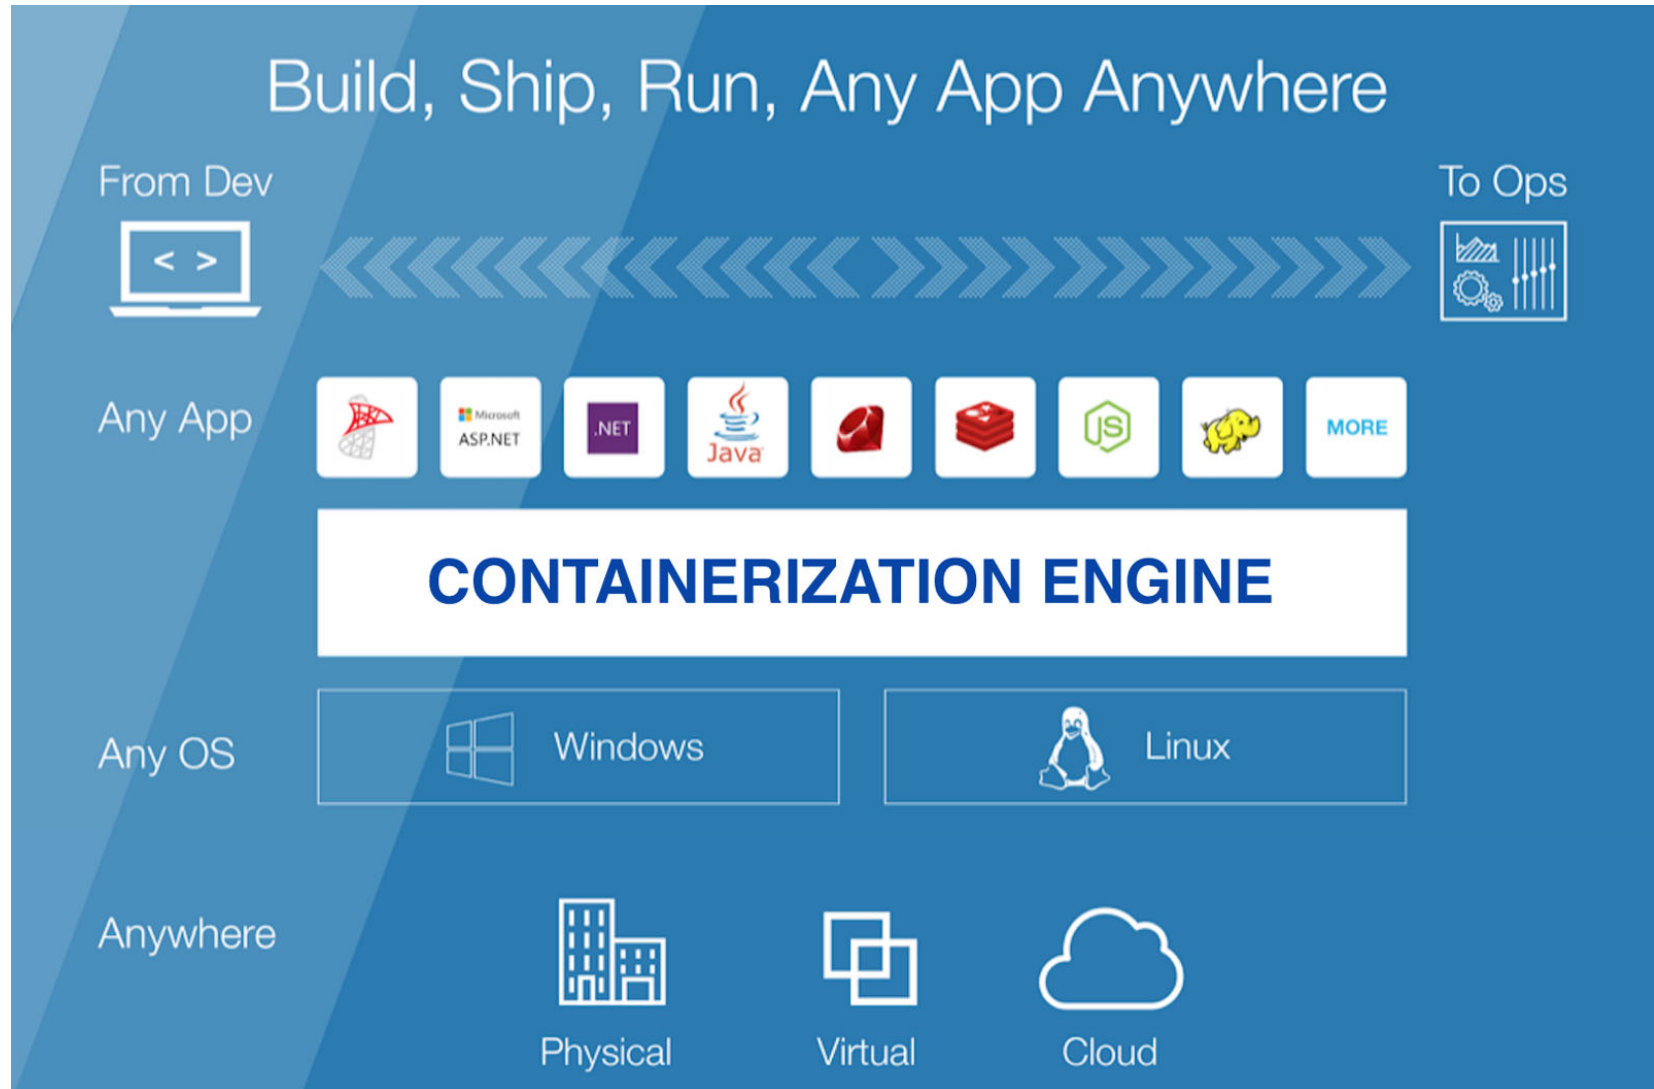 Build, Ship, Run, Any App Anywhere
From Dev
To Ops
< >
Any App
Microsoft
ASP.NET
.NET
Java
JS
MORE
CONTAINERIZATION ENGINE
Any OS
Windows
Linux
Anywhere
Physical
Virtual
Cloud